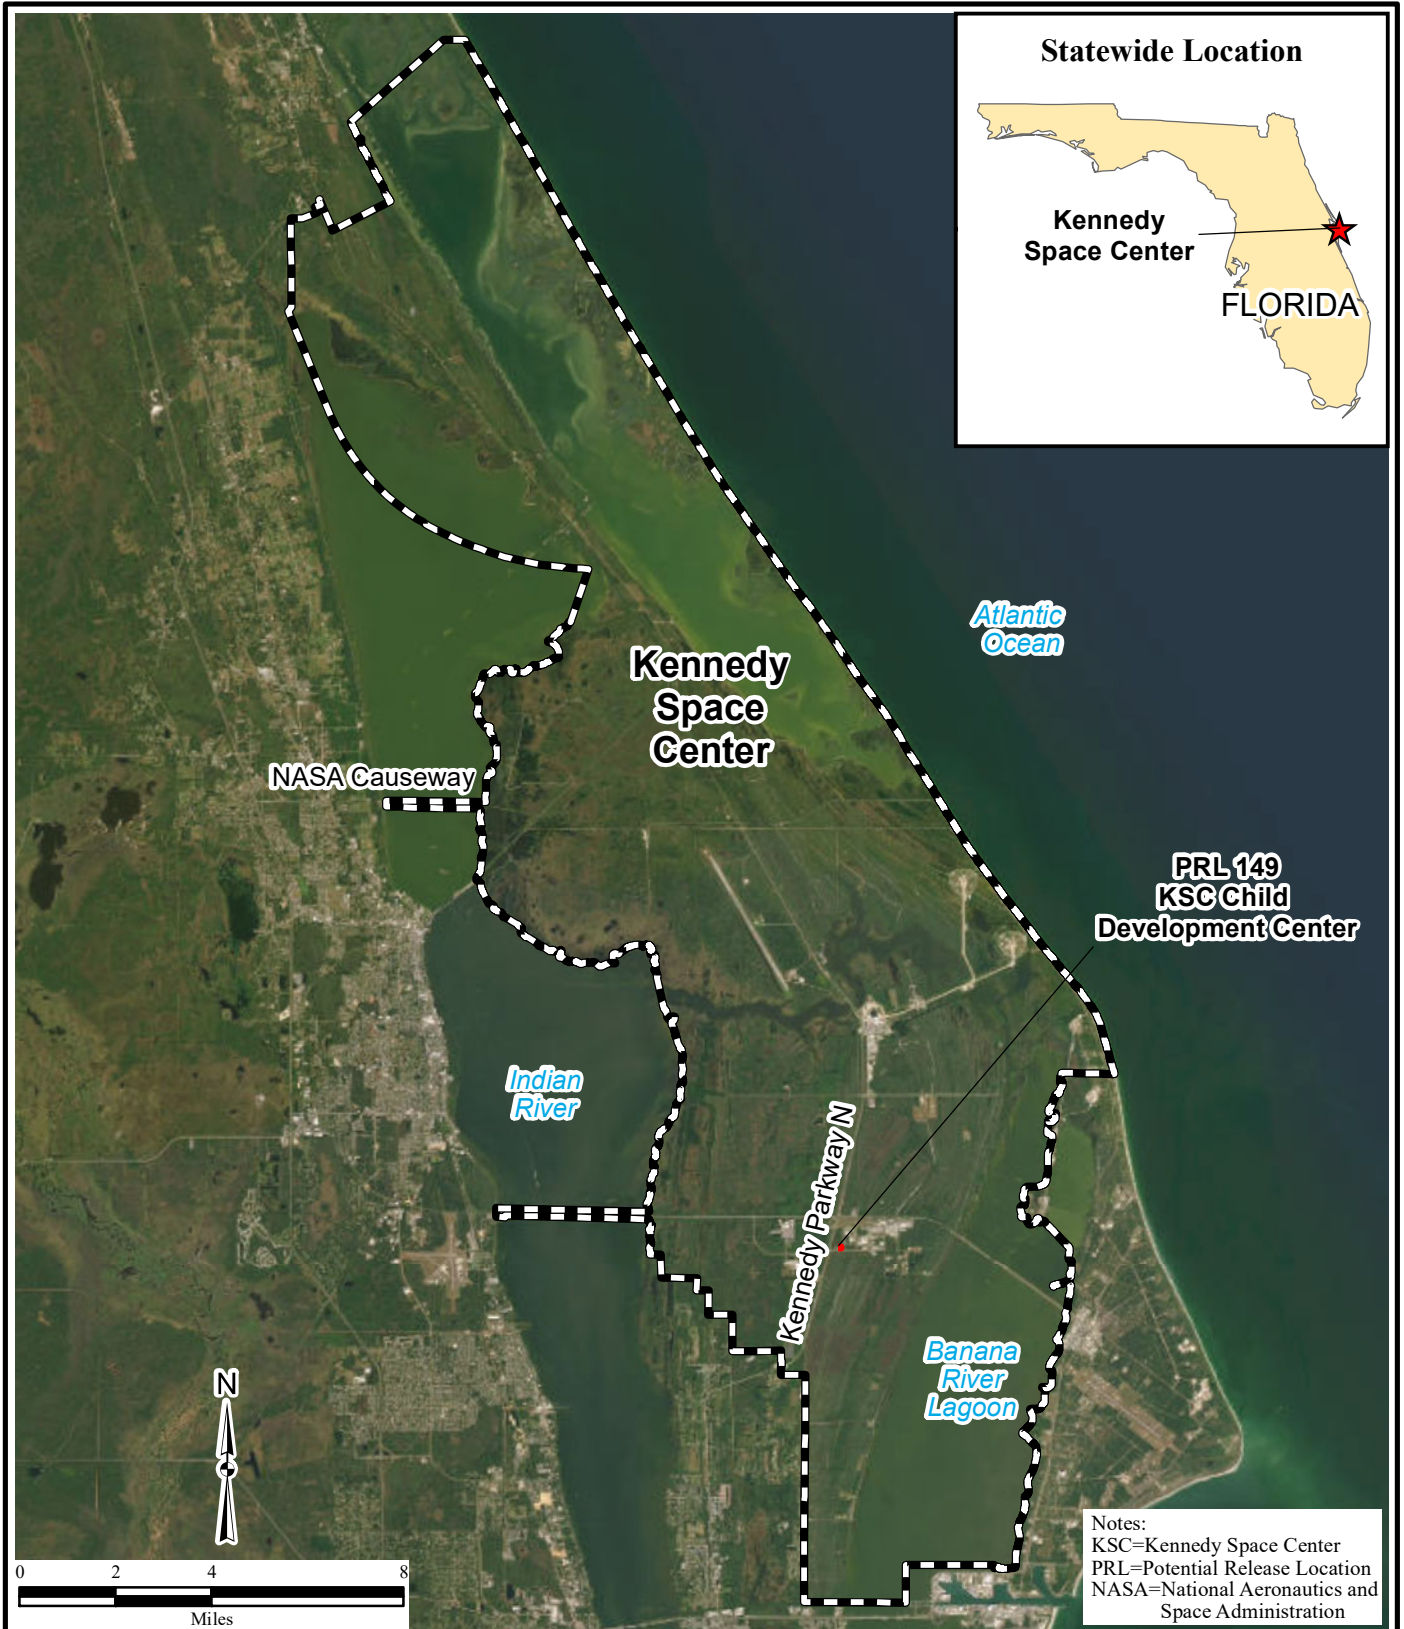 Statewide Location
Kennedy
Space Center
FLORIDA
Atlantic
Ocean
Kennedy
Space
Center
NASA Causeway
PRL 149
KSC Child
Development Center
Indian
River
Kennedy Parkway N
Banana
River
Lagoon
N
0 2 4 8
Miles
Notes:
KSC=Kennedy Space Center
PRL=Potential Release Location
NASA=National Aeronautics and
Space Administration